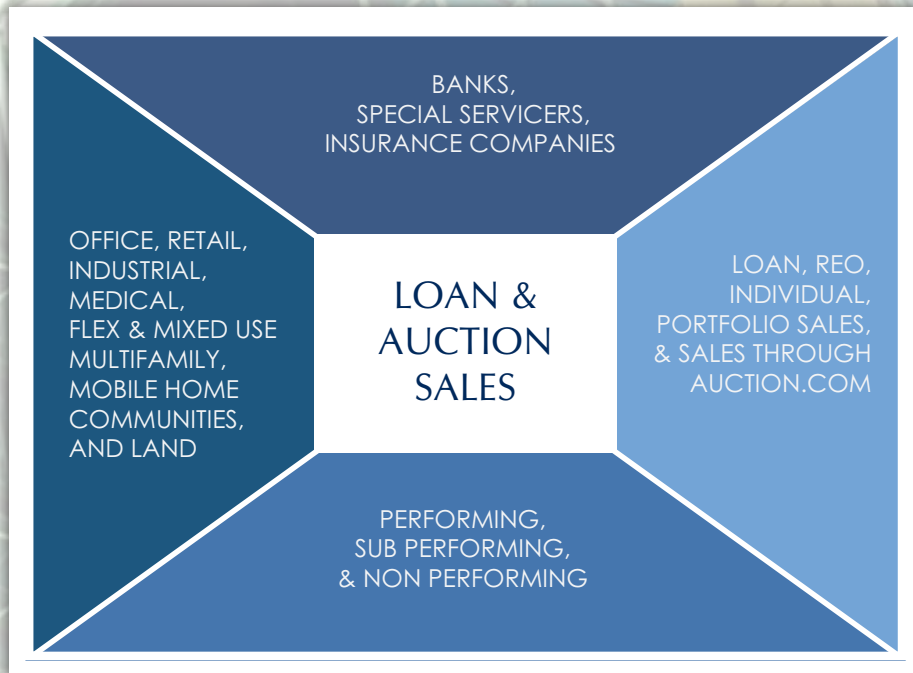 BANKS,
SPECIAL SERVICERS,
INSURANCE COMPANIES
OFFICE, RETAIL,
INDUSTRIAL,
MEDICAL,
FLEX & MIXED USE
MULTIFAMILY,
MOBILE HOME
COMMUNITIES,
AND LAND
LOAN &
AUCTION
SALES
LOAN, REO,
INDIVIDUAL,
PORTFOLIO SALES,
& SALES THROUGH
AUCTION.COM
PERFORMING,
SUB PERFORMING,
& NON PERFORMING